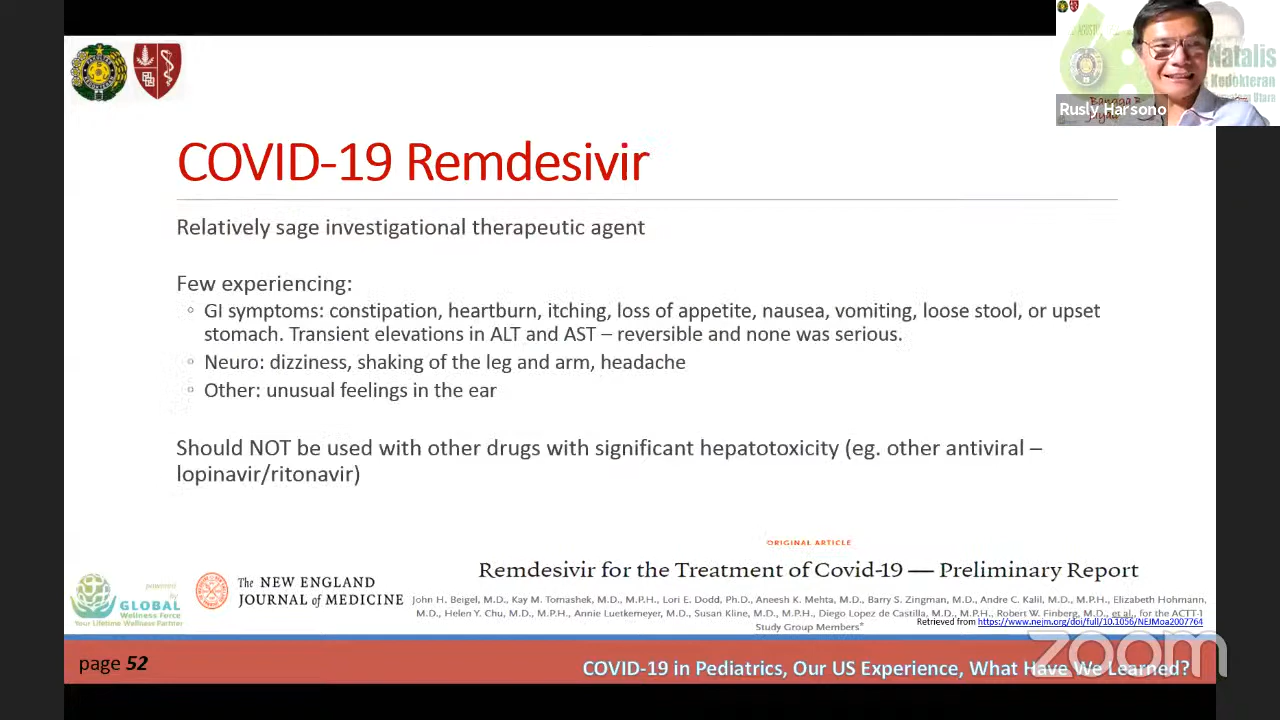 Natalis
Kedokteran
Rusly Harsono
COVID-19 Remdesivir
Relatively sage investigational therapeutic agent
Few experiencing:
GI symptoms: constipation, heartburn, itching, loss of appetite, nausea, vomiting, loose stool, or upset
stomach. Transient elevations in ALT and AST – reversible and none was serious.
Neuro: dizziness, shaking of the leg and arm, headache
Other: unusual feelings in the ear
Should NOT be used with other drugs with significant hepatotoxicity (eg. other antiviral –
lopinavir/ritonavir)
ORIGINAL ARTICLE
Remdesivir for the Treatment of Covid-19 — Preliminary Report
powered
GLOBAL
Wellness Force
Your Lifetime Wellness Partner
The NEW ENGLAND
JOURNAL of MEDICINE
John H. Beigel, M.D., Kay M. Tomashek, M.D., M.P.H., Lori E. Dodd, Ph.D., Aneesh K. Mehta, M.D., Barry S. Zingman, M.D., Andre C. Kalil, M.D., M.P.H., Elizabeth Hohmann,
M.D., Helen Y. Chu, M.D., M.P.H., Annie Luetkemeyer, M.D., Susan Kline, M.D., M.P.H., Diego Lopez de Castilla, M.D., M.P.H., Robert W. Finberg, M.D., et al., for the ACTT-1
Study Group Members*
Retrieved from https://www.nejm.org/doi/full/10.1056/NEJMoa2007764
page 52
COVID-19 in Pediatrics, Our US Experience, What Have We Learned?
zoom